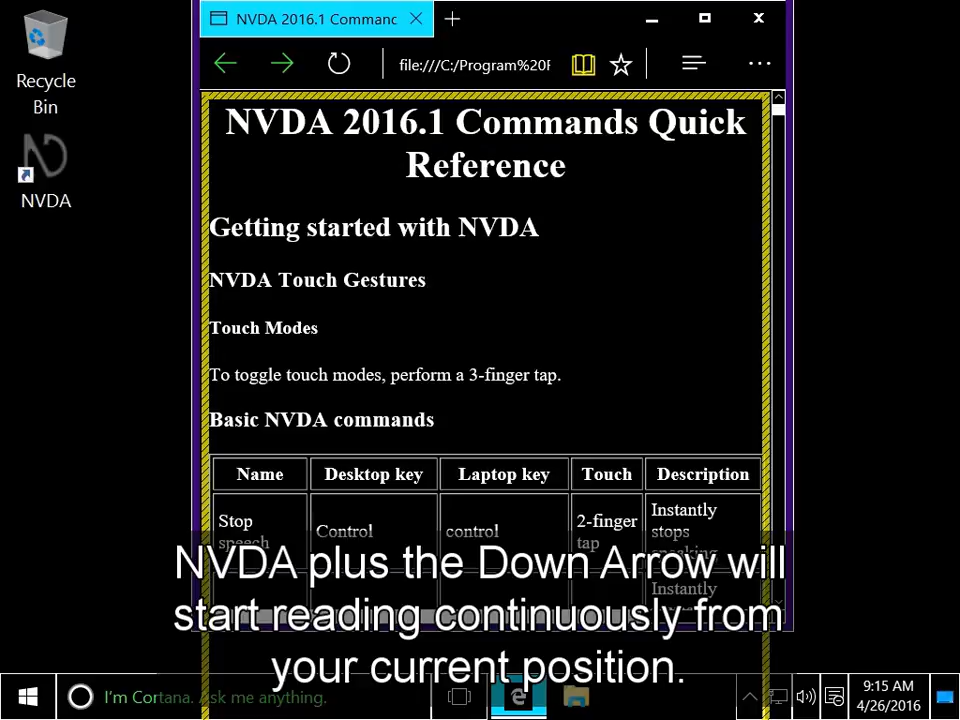 Recycle
Bin
NVDA
NVDA 2016.1 Commanc
file:///C:/Program%20F
NVDA 2016.1 Commands Quick
Reference
Getting started with NVDA
NVDA Touch Gestures
Touch Modes
To toggle touch modes, perform a 3-finger tap.
Basic NVDA commands
Name Desktop key Laptop key Touch Description
Stop
speech
Control
control
2-finger
tap
Instantly
stops
speaking
Instantly
NVDA plus the Down Arrow will
start reading continuously from
your current position.
I'm Cortana. Ask me anything.
9:15 AM
4/26/2016